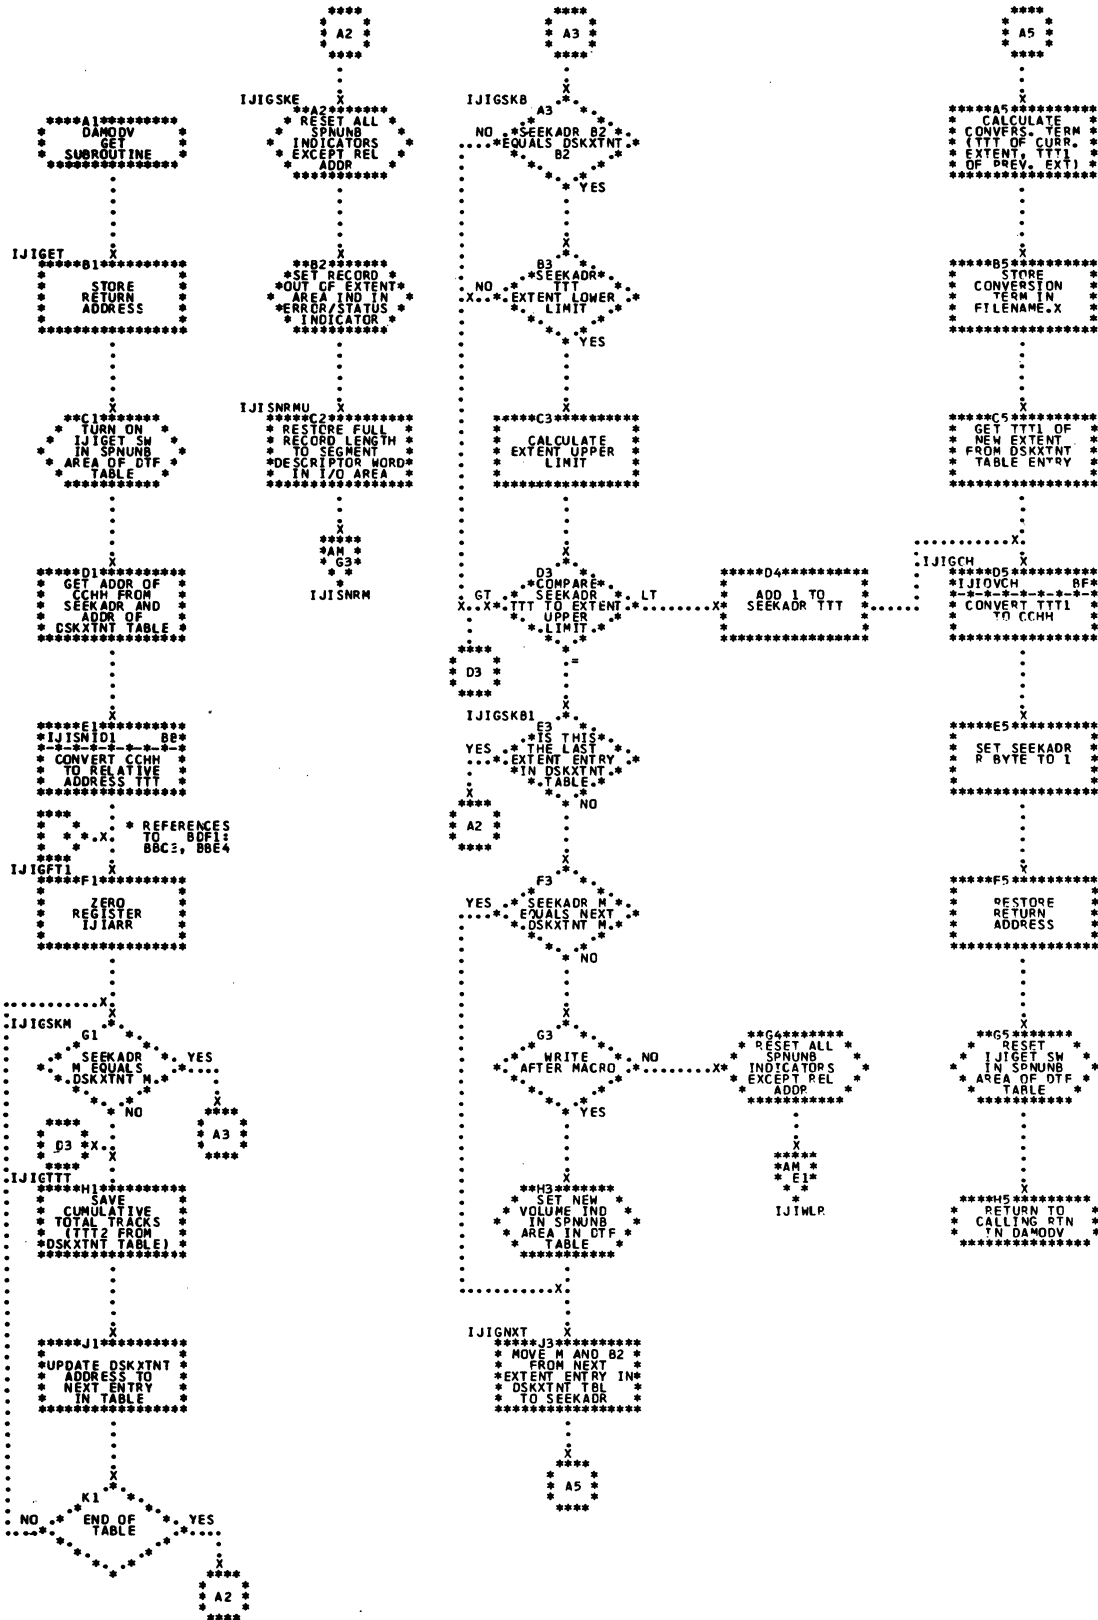 A2
A3
A5
IJIGSKE
A2
RESET ALL
SPNUNB
INDICATORS
EXCEPT REL
ADDR
IJIGSKB
A3
SEEKADR B2
EQUALS DSKXTNT
B2
NO
YES
A5
CALCULATE
CONVERS. TERM
(TTT OF CURR.
EXTENT, TTT1
OF PREV. EXT)
A1
DAMODV
GET
SUBROUTINE
IJIGET
B1
STORE
RETURN
ADDRESS
B2
SET RECORD
OUT OF EXTENT
AREA IND IN
ERROR/STATUS
INDICATOR
B3
SEEKADR
TTT
EXTENT LOWER
LIMIT
NO
YES
B5
STORE
CONVERSION
TERM IN
FILENAME.X
C1
TURN ON
IJIGET SW
IN SPNUNB
AREA OF DTF
TABLE
IJISNRMU
C2
RESTORE FULL
RECORD LENGTH
TO SEGMENT
DESCRIPTOR WORD
IN I/O AREA
C3
CALCULATE
EXTENT UPPER
LIMIT
C5
GET TTT1 OF
NEW EXTENT
FROM DSKXTNT
TABLE ENTRY
AM
G3
IJISNRM
D1
GET ADDR OF
CCHH FROM
SEEKADR AND
ADDR OF
DSKXTNT TABLE
D3
COMPARE
SEEKADR
TTT TO EXTENT
UPPER
LIMIT
GT
LT
=
D3
D4
ADD 1 TO
SEEKADR TTT
IJIGCH
D5
IJIOVCH BF
CONVERT TTT1
TO CCHH
E1
IJISNID1 BB
CONVERT CCHH
TO RELATIVE
ADDRESS TTT
IJIGSKB1
E3
IS THIS
THE LAST
EXTENT ENTRY
IN DSKXTNT
TABLE
YES
NO
A2
E5
SET SEEKADR
R BYTE TO 1
* REFERENCES
TO BDF1:
BBC3, BBE4
IJIGFT1
F1
ZERO
REGISTER
IJIARR
F3
SEEKADR M
EQUALS NEXT
DSKXTNT M
YES
NO
F5
RESTORE
RETURN
ADDRESS
IJIGSKM
G1
SEEKADR
M EQUALS
DSKXTNT M
YES
NO
A3
D3
G3
WRITE
AFTER MACRO
NO
YES
G4
RESET ALL
SPNUNB
INDICATORS
EXCEPT REL
ADDR
AM
E1
IJIWLR
G5
RESET
IJIGET SW
IN SPNUNB
AREA OF DTF
TABLE
IJIGTTT
H1
SAVE
CUMULATIVE
TOTAL TRACKS
(TTT2 FROM
DSKXTNT TABLE)
H3
SET NEW
VOLUME IND
IN SPNUNB
AREA IN DTF
TABLE
H5
RETURN TO
CALLING RTN
IN DAMODV
J1
UPDATE DSKXTNT
ADDRESS TO
NEXT ENTRY
IN TABLE
IJIGNXT
J3
MOVE M AND B2
FROM NEXT
EXTENT ENTRY IN
DSKXTNT TBL
TO SEEKADR
A5
K1
END OF
TABLE
NO
YES
A2